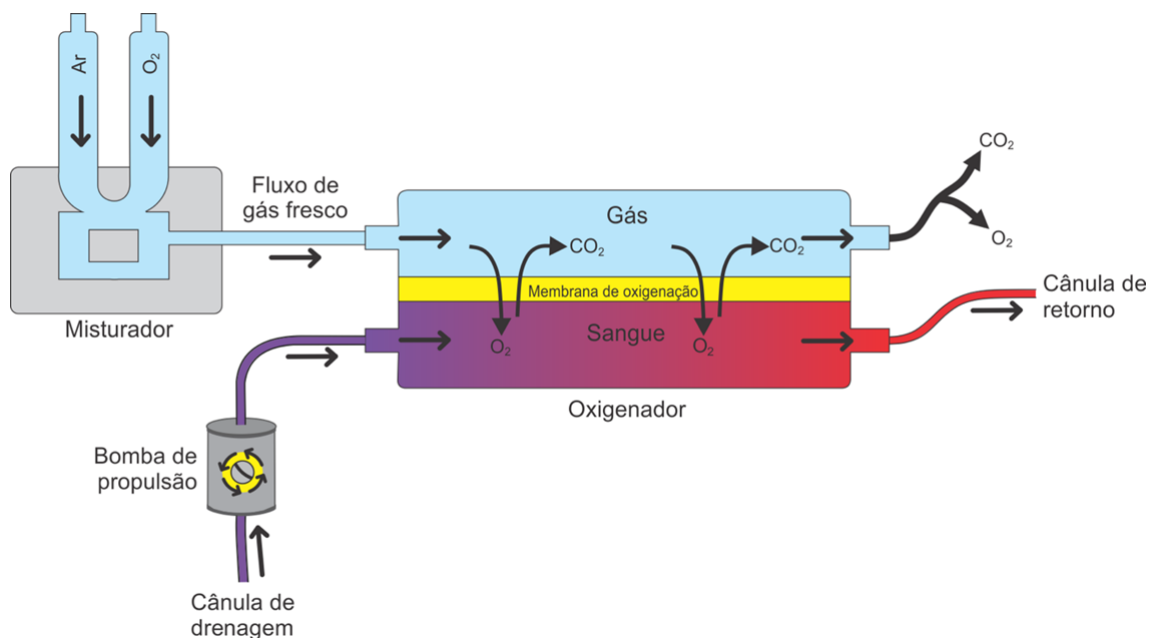 Ar
O₂
Fluxo de
gás fresco
Misturador
Gás
CO₂
CO₂
Membrana de oxigenação
Sangue
O₂
O₂
Oxigenador
CO₂
O₂
Cânula de
retorno
Bomba de
propulsão
Cânula de
drenagem